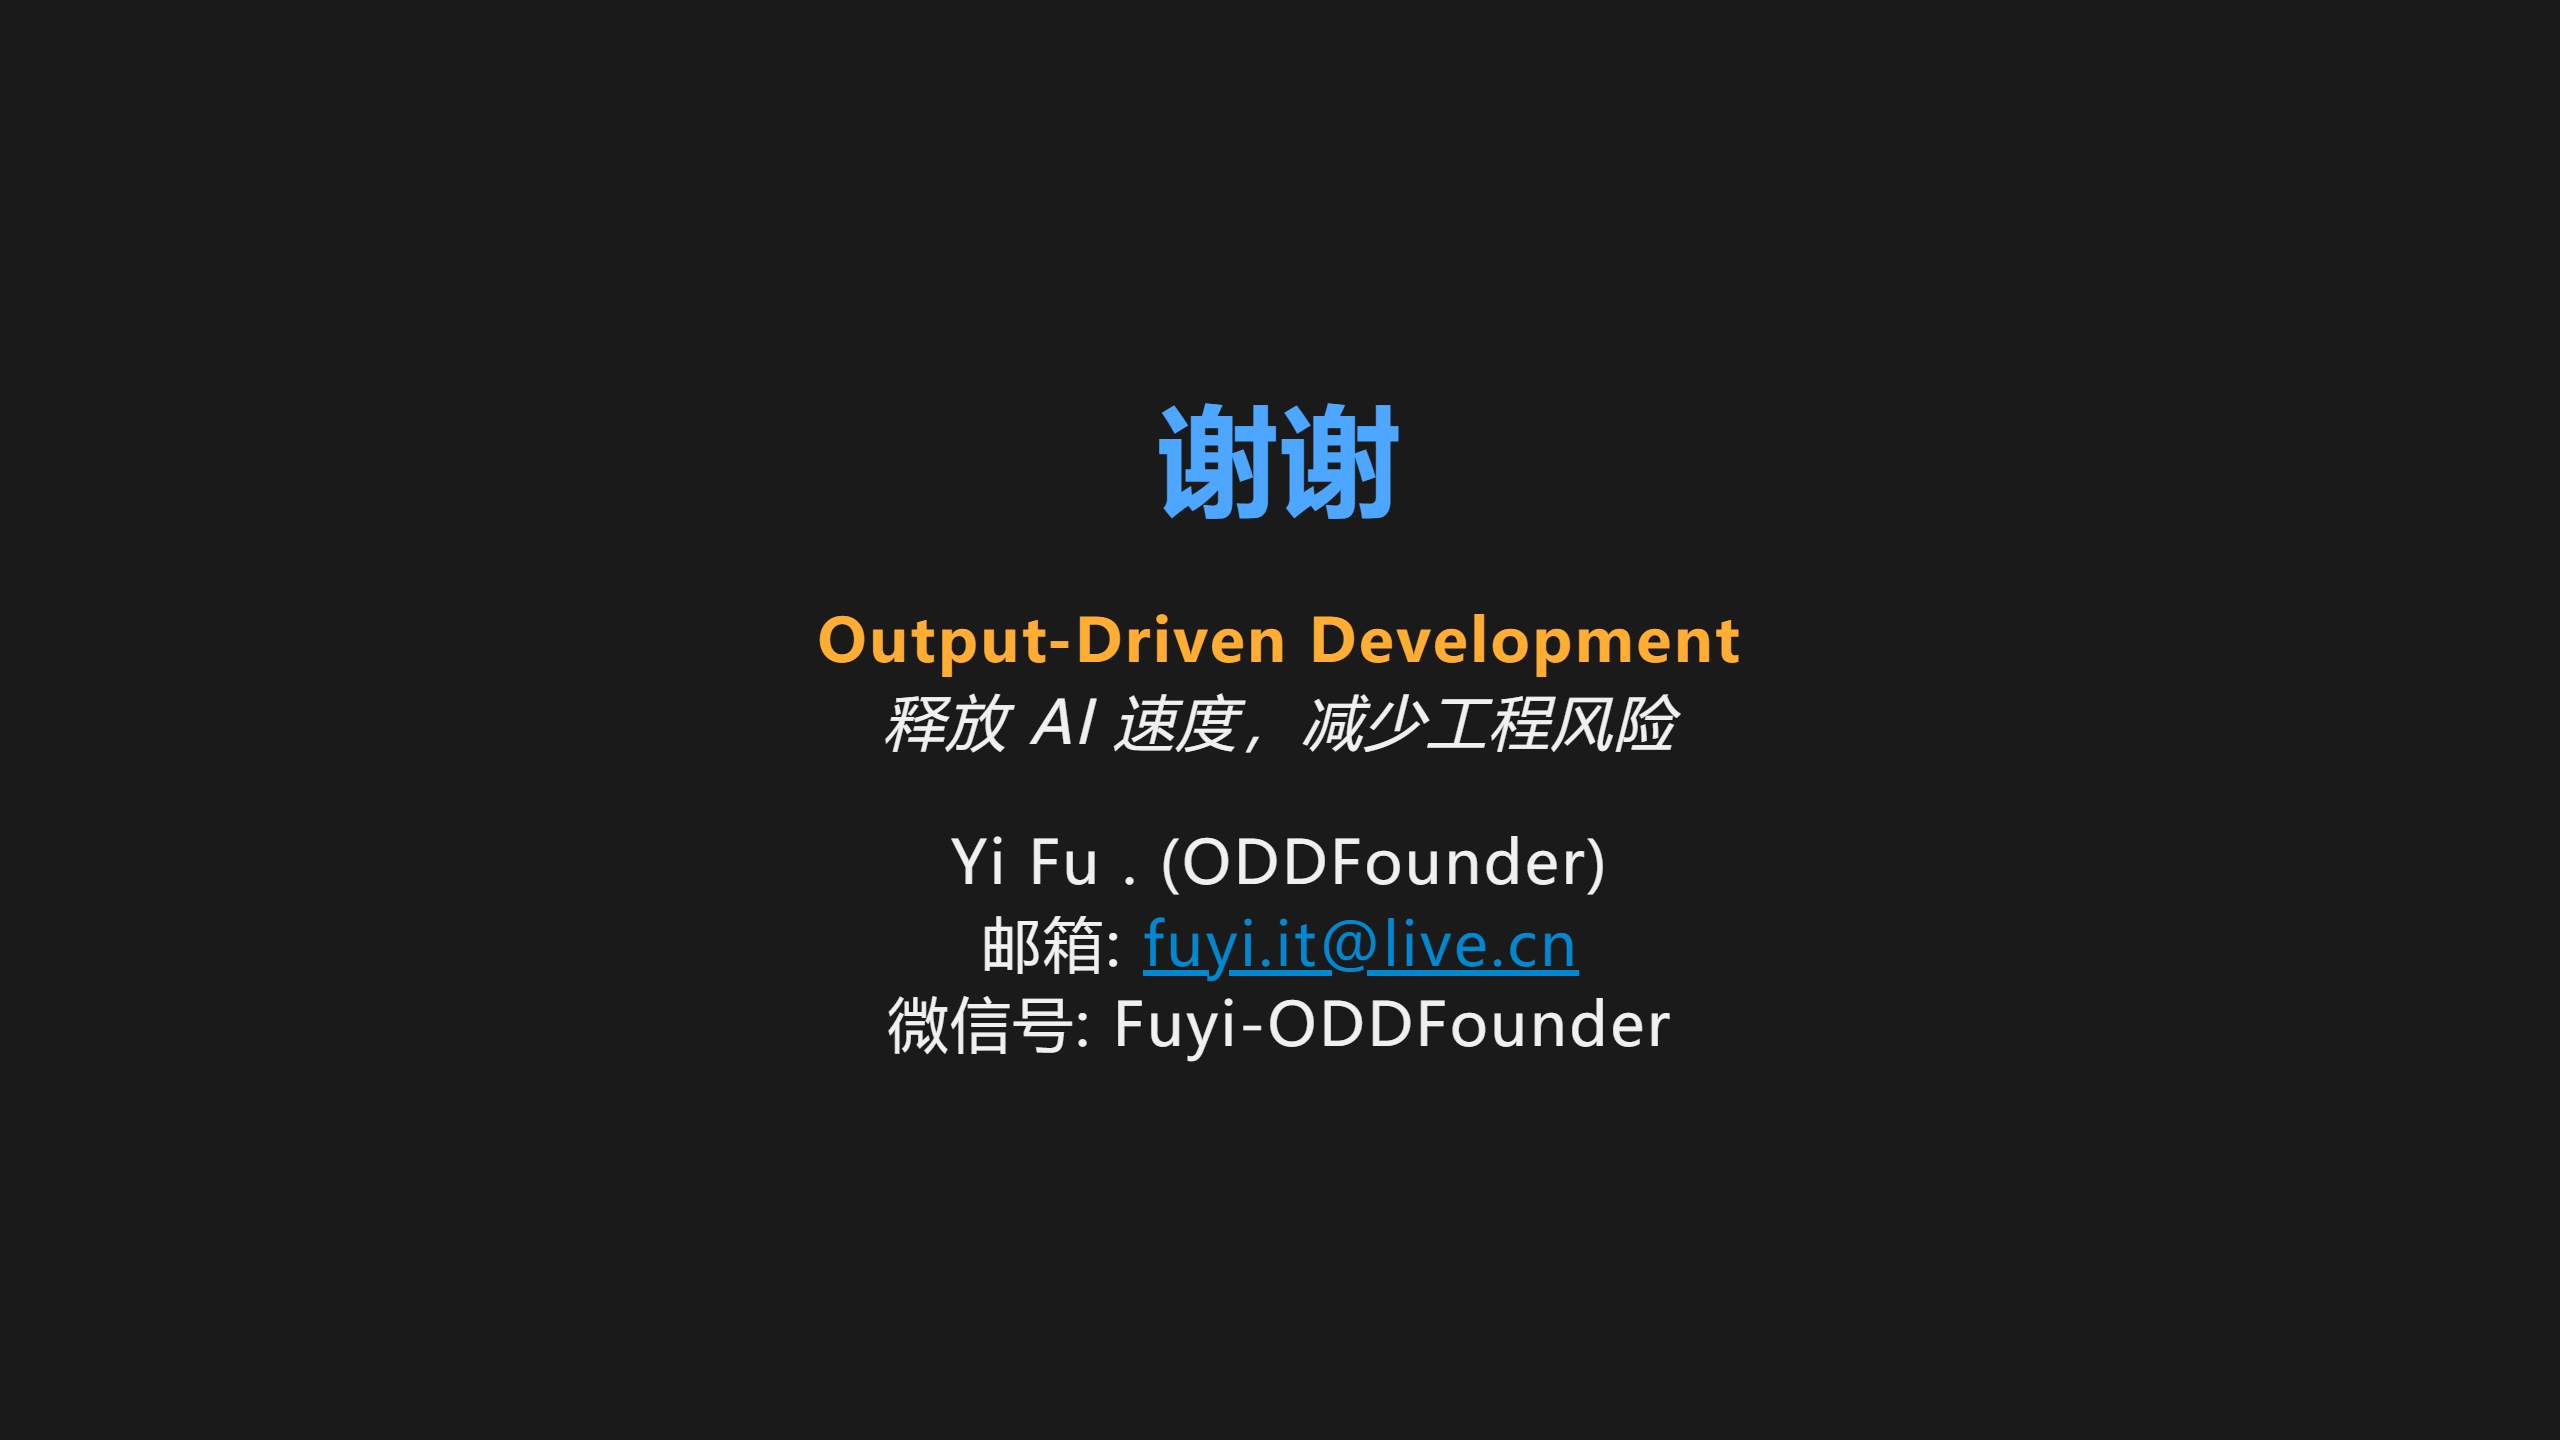 谢谢
Output-Driven Development
释放 AI 速度，减少工程风险
Yi Fu . (ODDFounder)
邮箱: fuyi.it@live.cn
微信号: Fuyi-ODDFounder